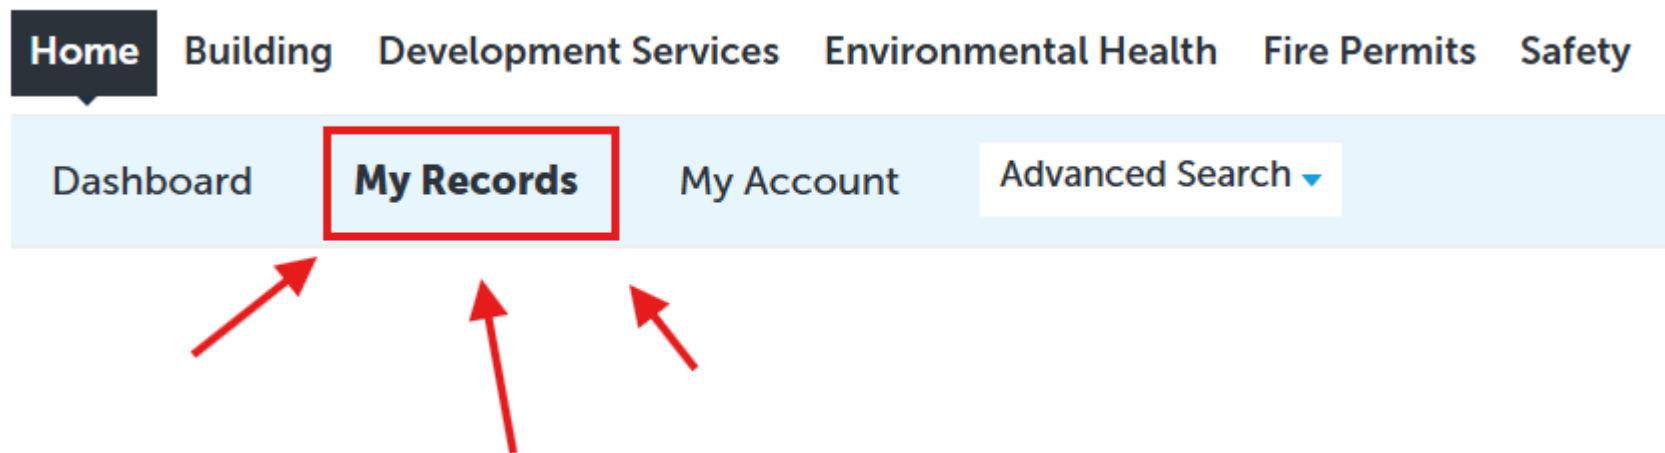 Home Building Development Services Environmental Health Fire Permits Safety
Dashboard My Records My Account Advanced Search